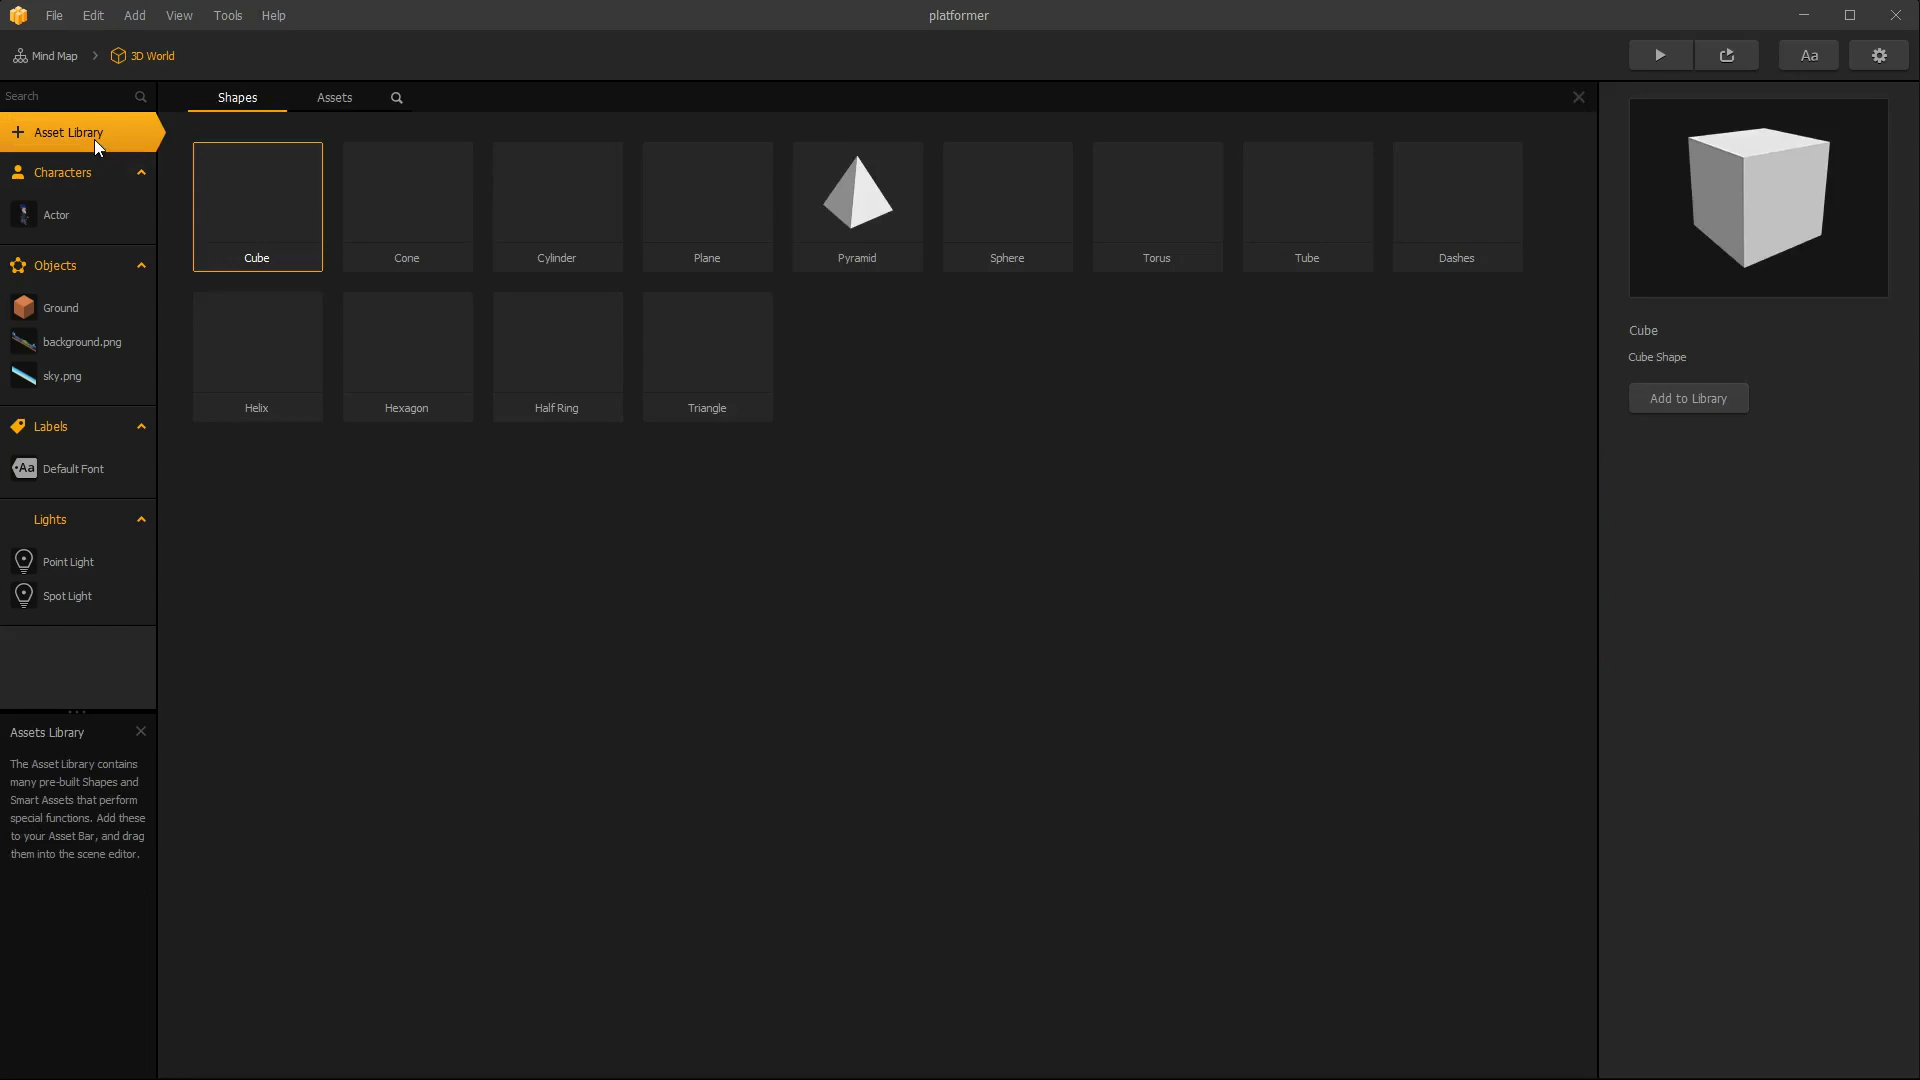 File Edit Add View Tools Help
platformer
Mind Map
3D World
Aa
Search
Shapes Assets
Asset Library
Characters
Actor
Objects
Ground
background.png
sky.png
Labels
Aa Default Font
Lights
Point Light
Spot Light
Assets Library
The Asset Library contains
many pre-built Shapes and
Smart Assets that perform
special functions. Add these
to your Asset Bar, and drag
them into the scene editor.
Cube Cone Cylinder Plane Pyramid Sphere Torus Tube Dashes
Helix Hexagon Half Ring Triangle
Cube
Cube Shape
Add to Library